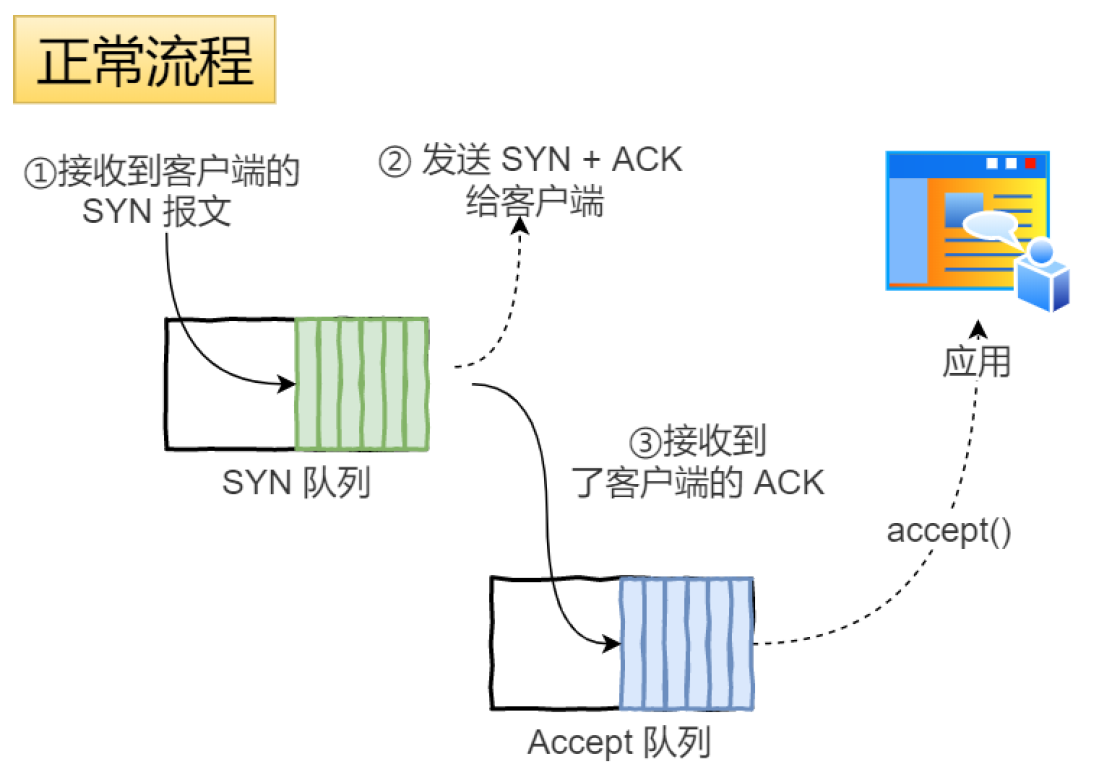 正常流程
①接收到客户端的
SYN 报文
② 发送 SYN + ACK
给客户端
SYN 队列
③接收到
了客户端的 ACK
Accept 队列
accept()
应用